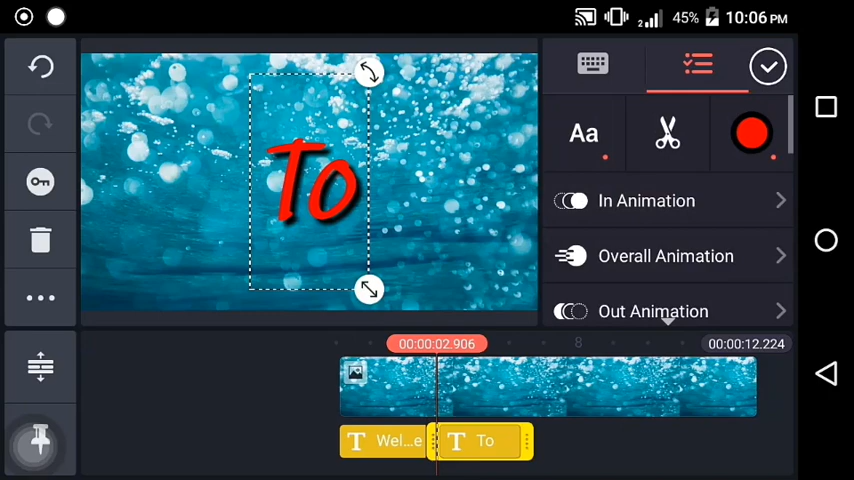 45% 10:06 PM
To
Aa
In Animation
Overall Animation
Out Animation
00:00:02.906
8
00:00:12.224
T Wel...e
T To